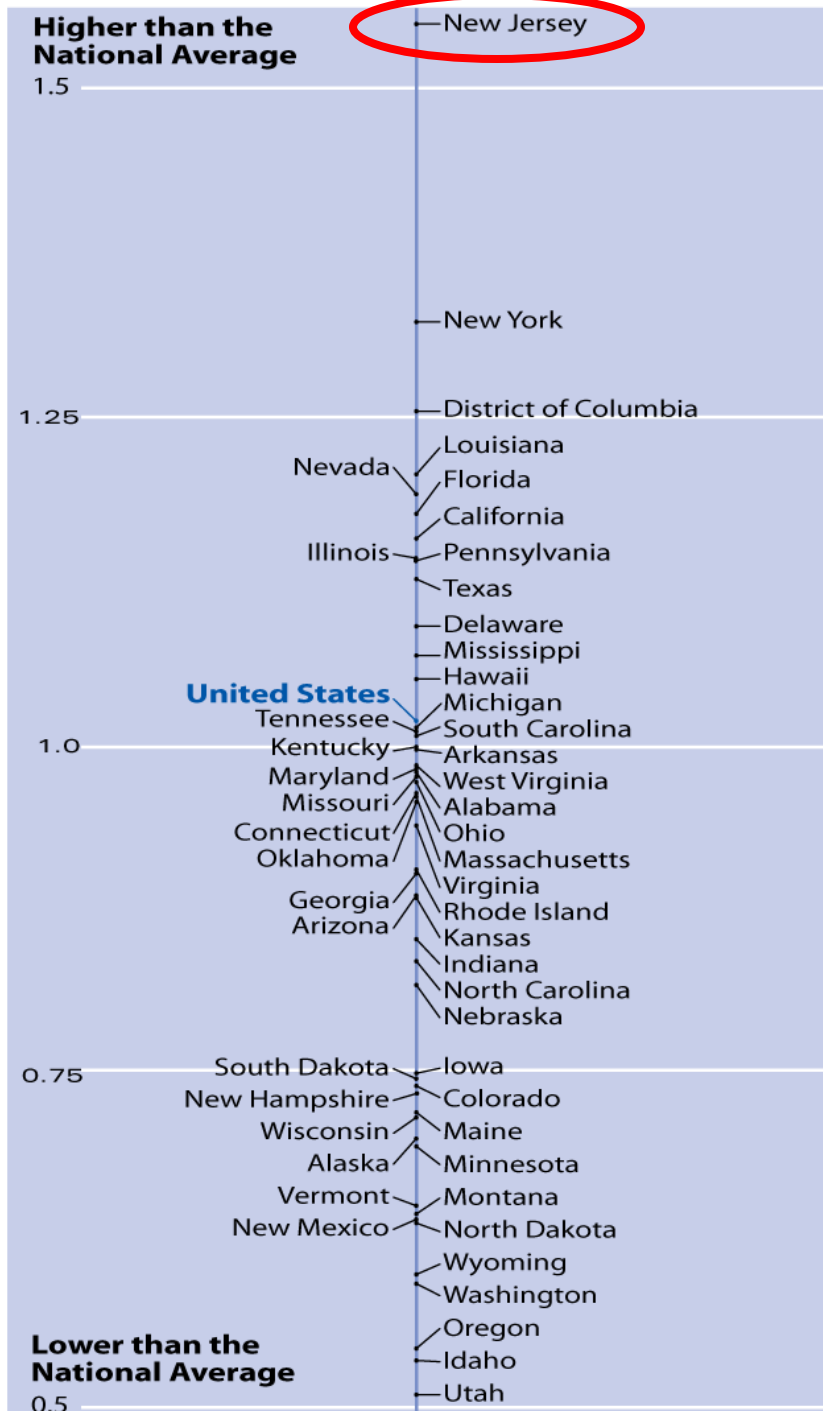 Higher than the
National Average
New Jersey
1.5
New York
1.25
District of Columbia
Louisiana
Nevada
Florida
California
Illinois
Pennsylvania
Texas
Delaware
Mississippi
Hawaii
United States
Michigan
Tennessee
South Carolina
1.0
Kentucky
Arkansas
Maryland
West Virginia
Missouri
Alabama
Connecticut
Ohio
Oklahoma
Massachusetts
Virginia
Georgia
Rhode Island
Arizona
Kansas
Indiana
North Carolina
Nebraska
0.75
South Dakota
Iowa
New Hampshire
Colorado
Wisconsin
Maine
Alaska
Minnesota
Vermont
Montana
New Mexico
North Dakota
Wyoming
Washington
Oregon
Lower than the
National Average
Idaho
Utah
0.5